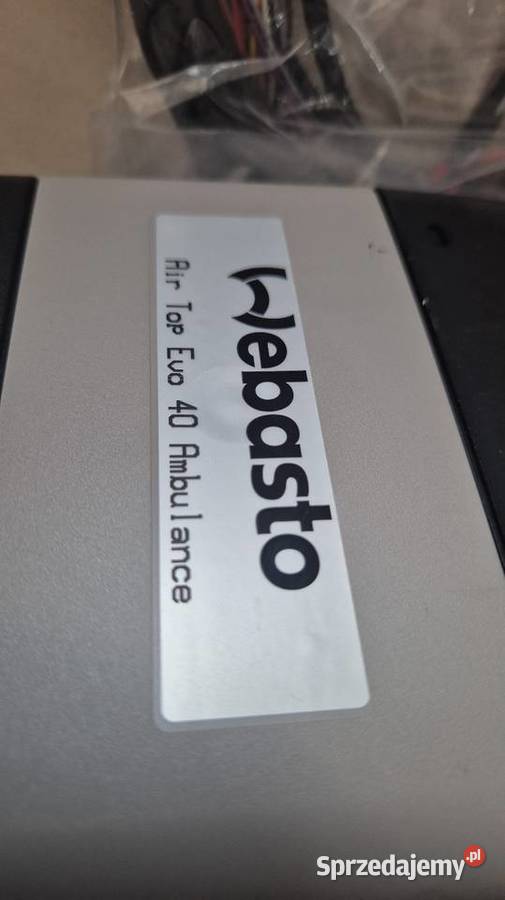 Webasto
Air Top Evo 40 Ambulance
Sprzedajemy.pl